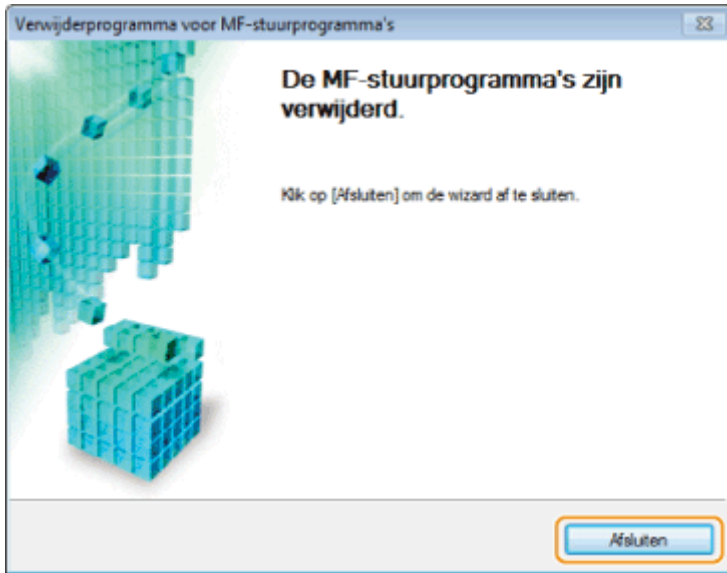 Verwijderprogramma voor MF-stuurprogramma's
De MF-stuurprogramma's zijn
verwijderd.
Klik op [Afsluiten] om de wizard af te sluiten.
Afsluiten